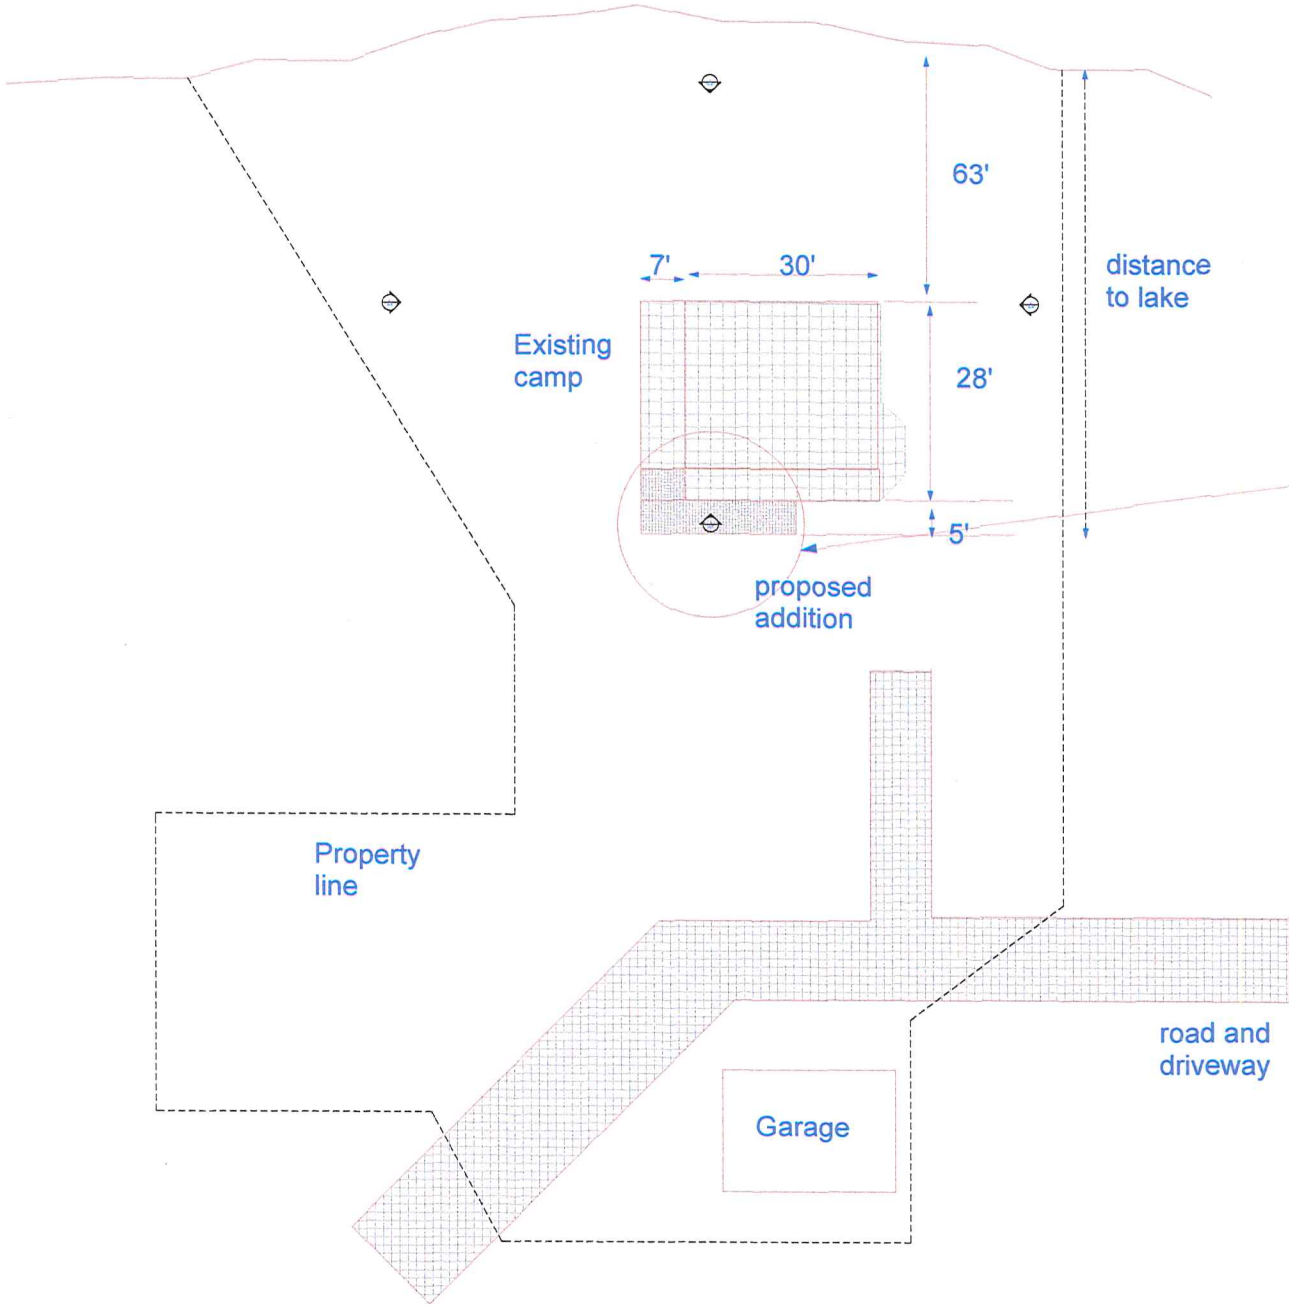 63'
7'
30'
distance
to lake
Existing
camp
28'
5'
proposed
addition
Property
line
road and
driveway
Garage